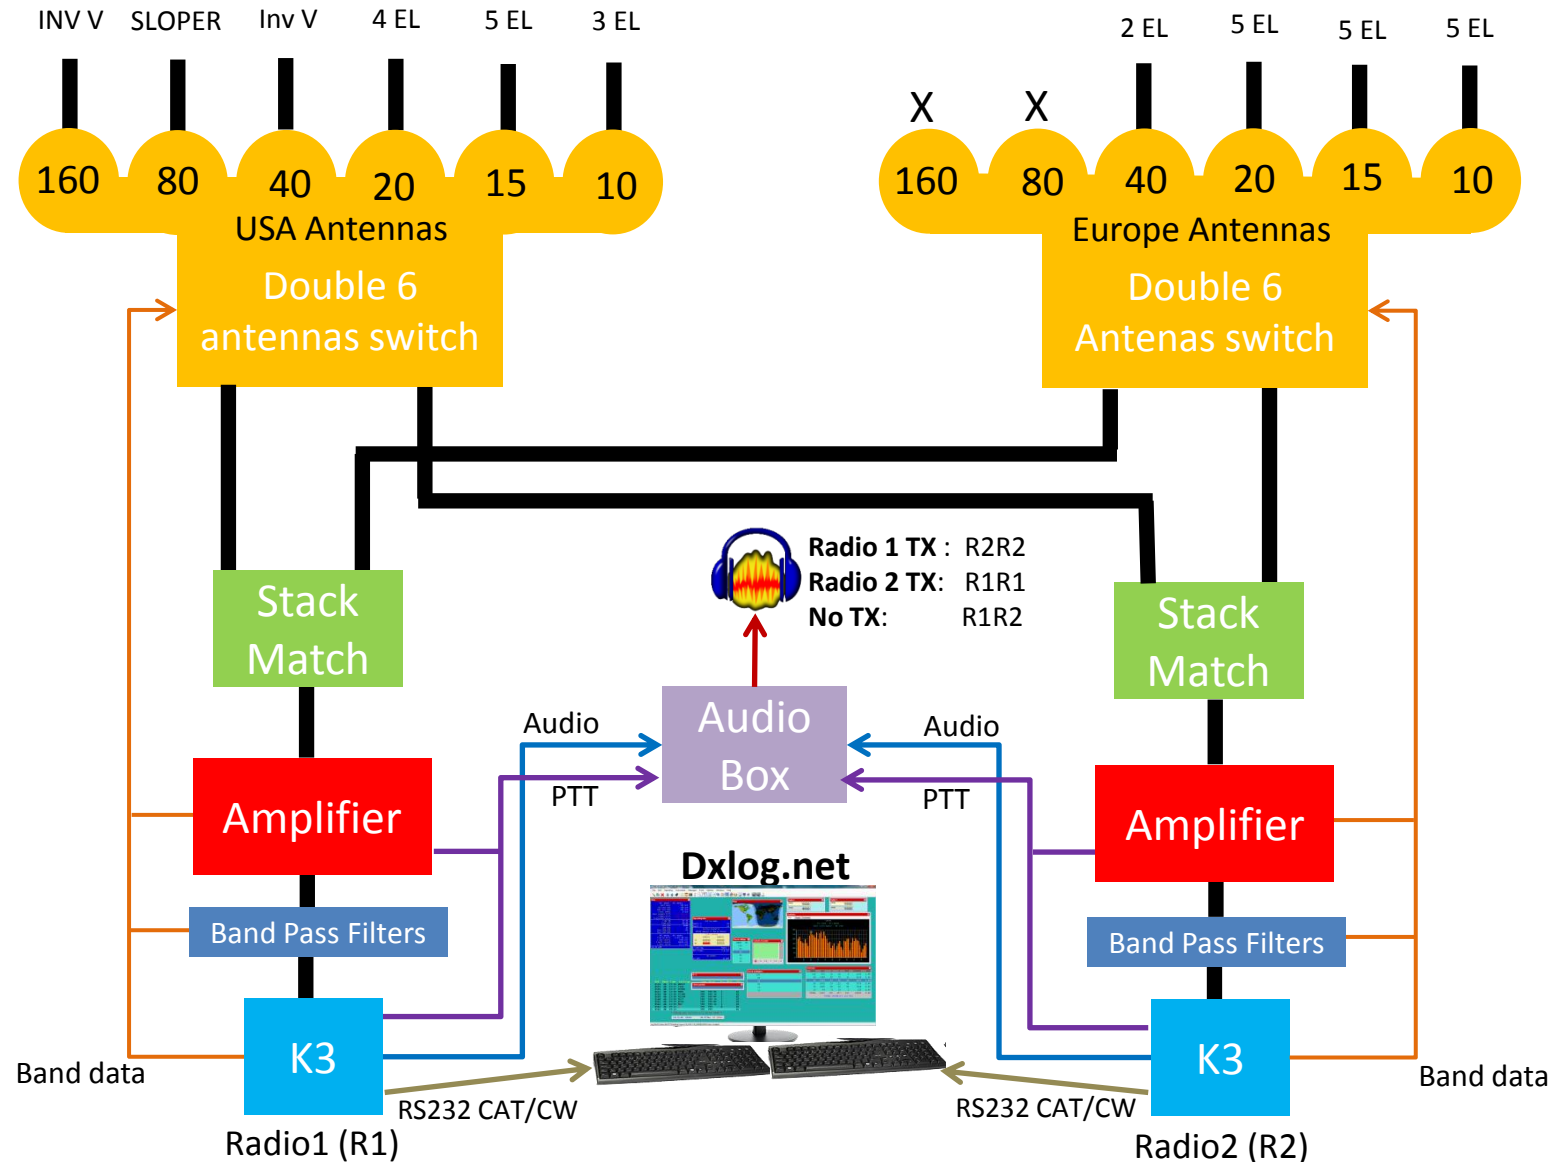 INV V SLOPER Inv V 4 EL 5 EL 3 EL
160 80 40 20 15 10
USA Antennas
Double 6
antennas switch
2 EL 5 EL 5 EL 5 EL
X X
160 80 40 20 15 10
Europe Antennas
Double 6
Antenas switch
Radio 1 TX : R2R2
Radio 2 TX: R1R1
No TX: R1R2
Stack
Match
Stack
Match
Audio
Audio
Box
Audio
PTT
PTT
Amplifier
Amplifier
Dxlog.net
Band Pass Filters
Band Pass Filters
K3
K3
Band data
Band data
RS232 CAT/CW
RS232 CAT/CW
Radio1 (R1)
Radio2 (R2)